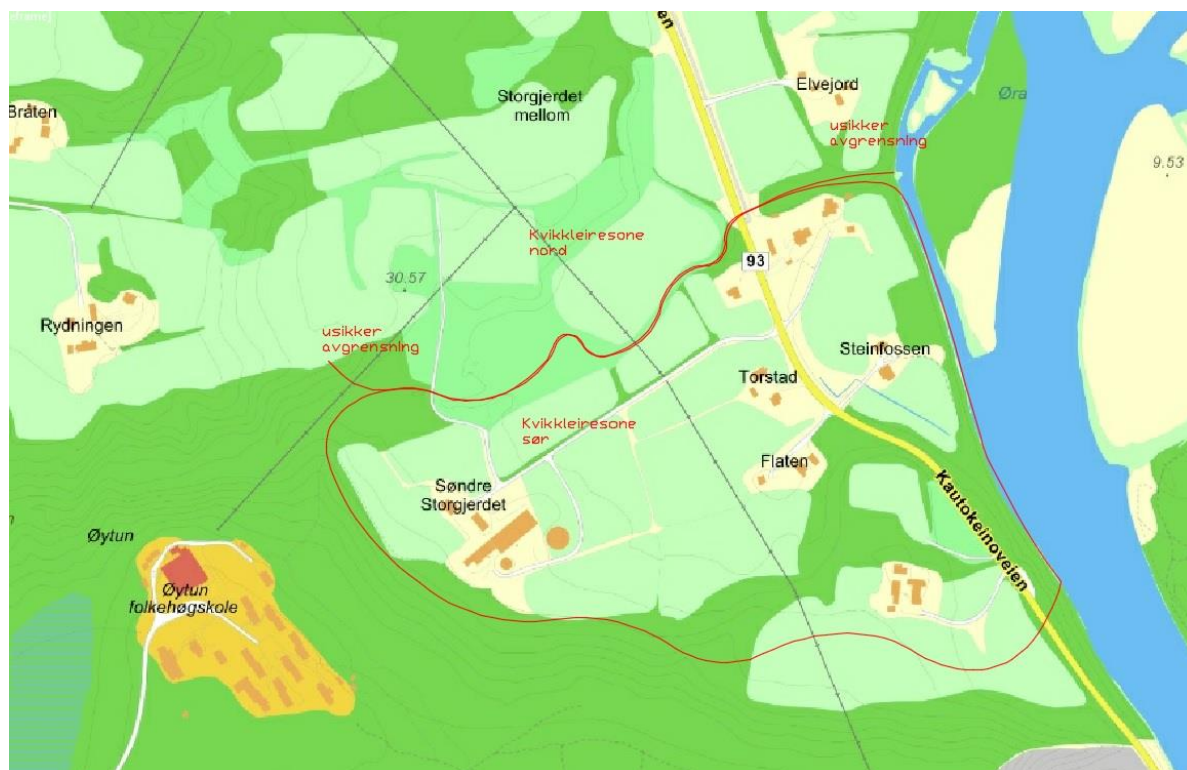 en
Storgjerdet
mellom
Elvejord
Øra
Bråten
usikker
avgrensning
9.53
Kvikkleiresone
nord
93
30.57
Rydningen
usikker
avgrensning
Steinfossen
Torstad
Kvikkleiresone
sør
Flaten
Søndre
Storgjerdet
Kautokeinoveien
Øytun
Øytun
folkehøgskole